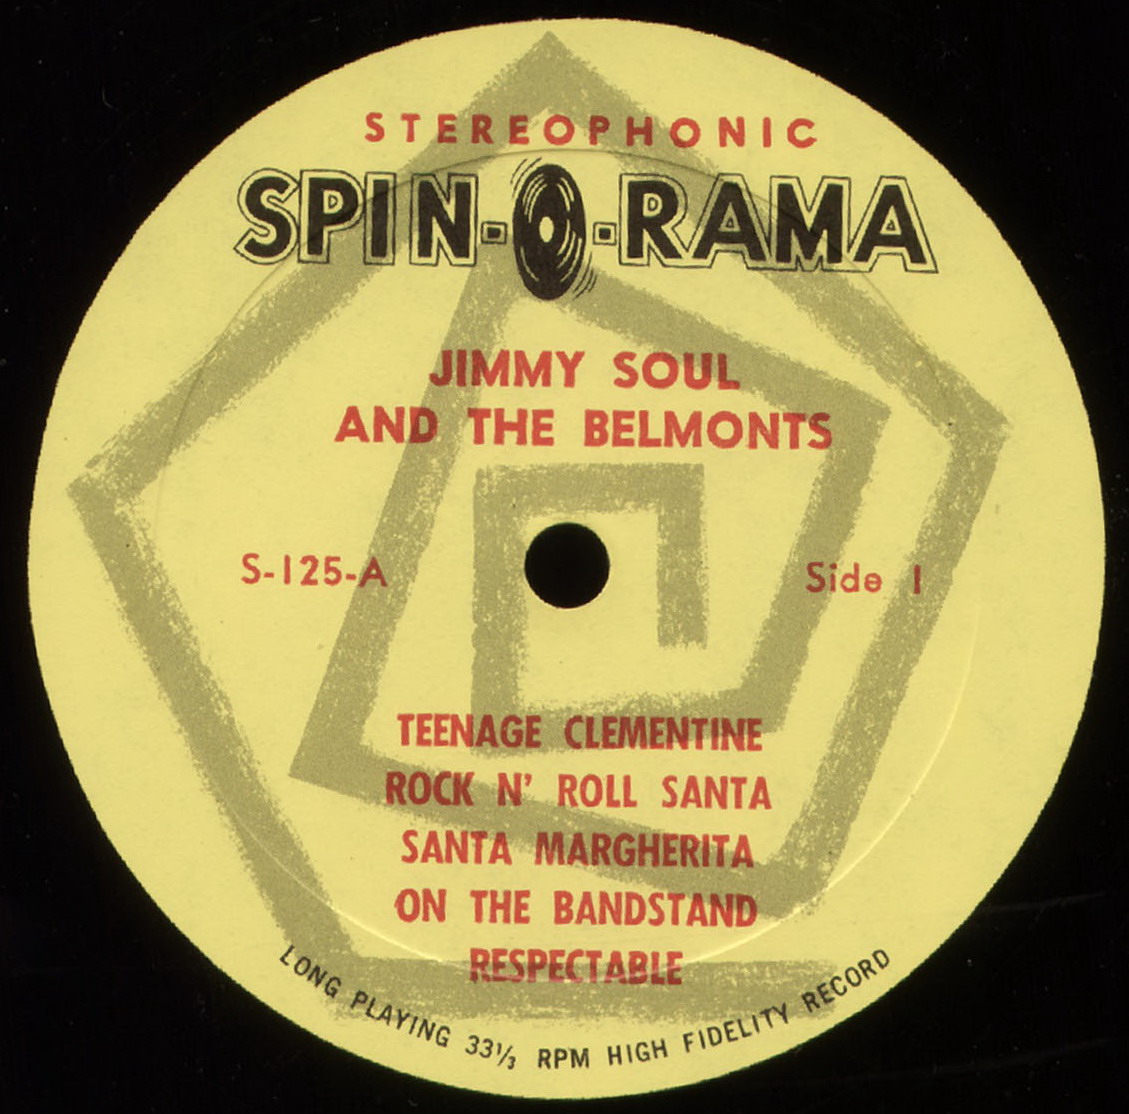 STEREOPHONIC
SPIN-O-RAMA
JIMMY SOUL
AND THE BELMONTS
S-125-A
Side 1
TEENAGE CLEMENTINE
ROCK N' ROLL SANTA
SANTA MARGHERITA
ON THE BANDSTAND
RESPECTABLE
LONG PLAYING 33⅓ RPM HIGH FIDELITY RECORD